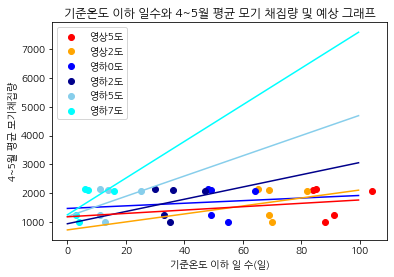 기준온도 이하 일수와 4~5월 평균 모기 채집량 및 예상 그래프
영상5도
영상2도
영하0도
영하2도
영하5도
영하7도
4~5월 평균 모기채집량
7000
6000
5000
4000
3000
2000
1000
0 20 40 60 80 100
기준온도 이하 일 수(일)